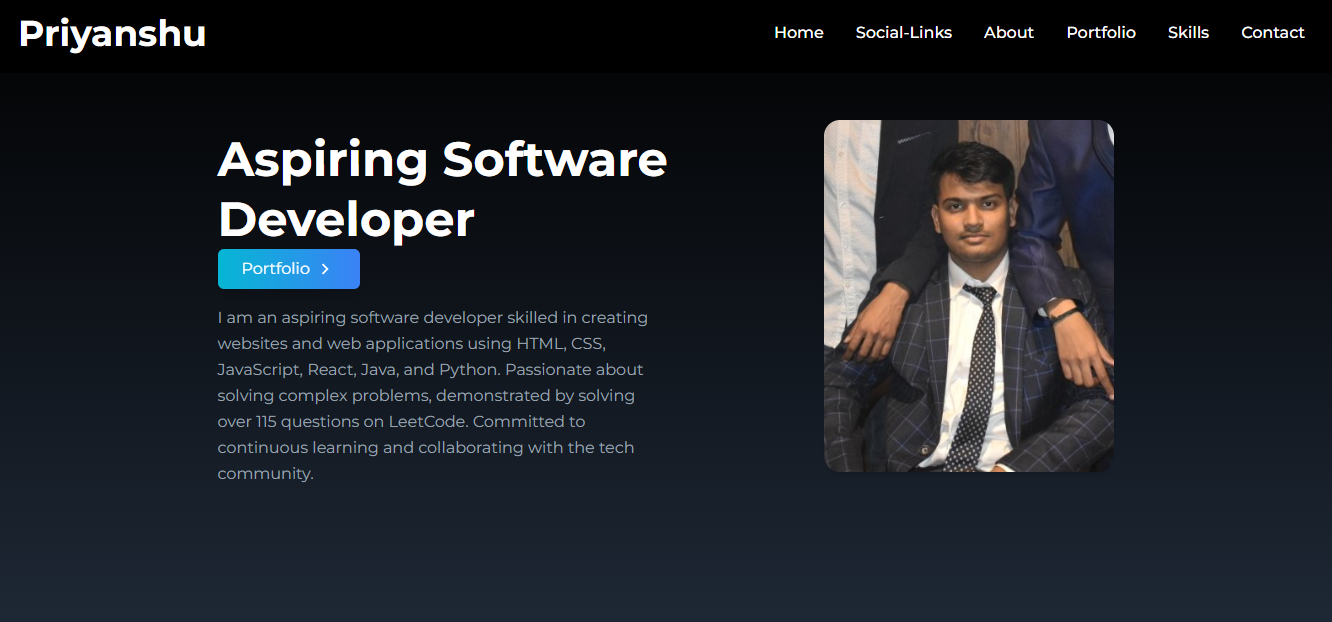 Priyanshu
Home Social-Links About Portfolio Skills Contact
Aspiring Software
Developer
Portfolio
I am an aspiring software developer skilled in creating
websites and web applications using HTML, CSS,
JavaScript, React, Java, and Python. Passionate about
solving complex problems, demonstrated by solving
over 115 questions on LeetCode. Committed to
continuous learning and collaborating with the tech
community.